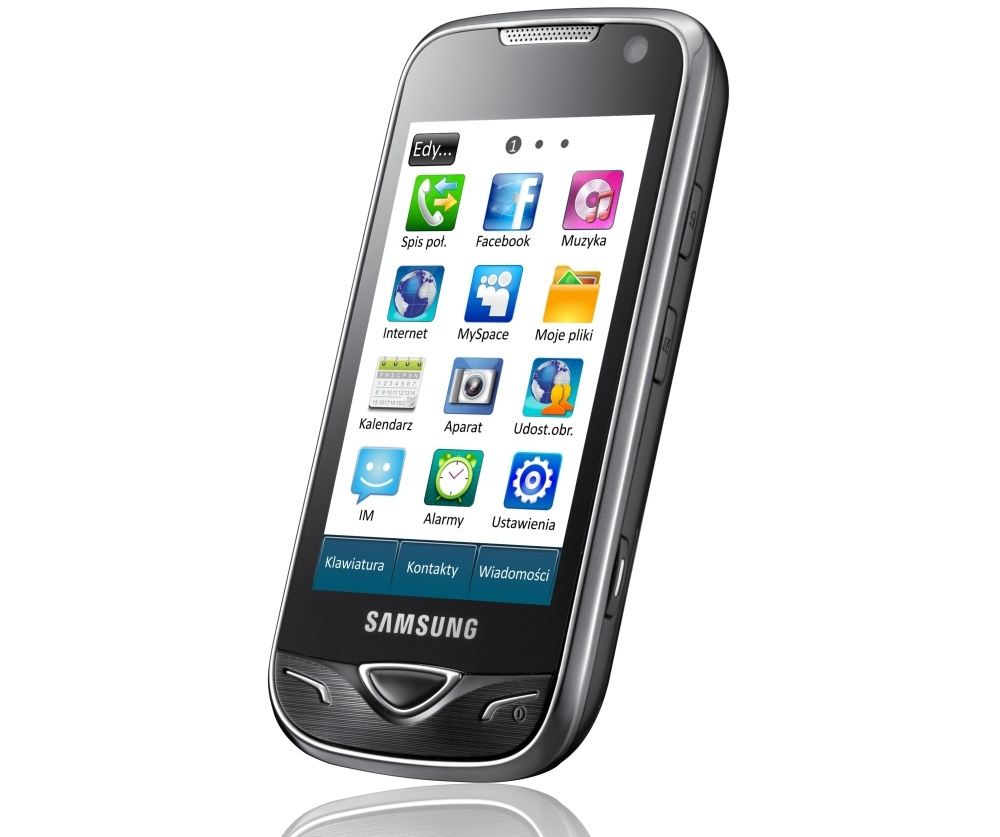 Edy...
1
Spis poł. Facebook Muzyka
Internet MySpace Moje pliki
Kalendarz Aparat Udost.obr.
IM Alarmy Ustawienia
Klawiatura Kontakty Wiadomości
SAMSUNG